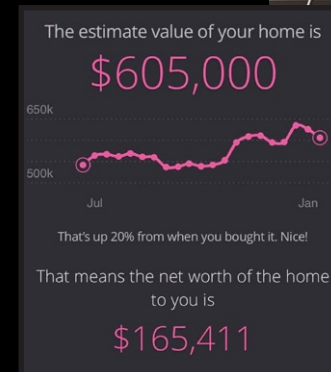 The estimate value of your home is
$605,000
650k
500k
Jul Jan
That's up 20% from when you bought it. Nice!
That means the net worth of the home
to you is
$165,411